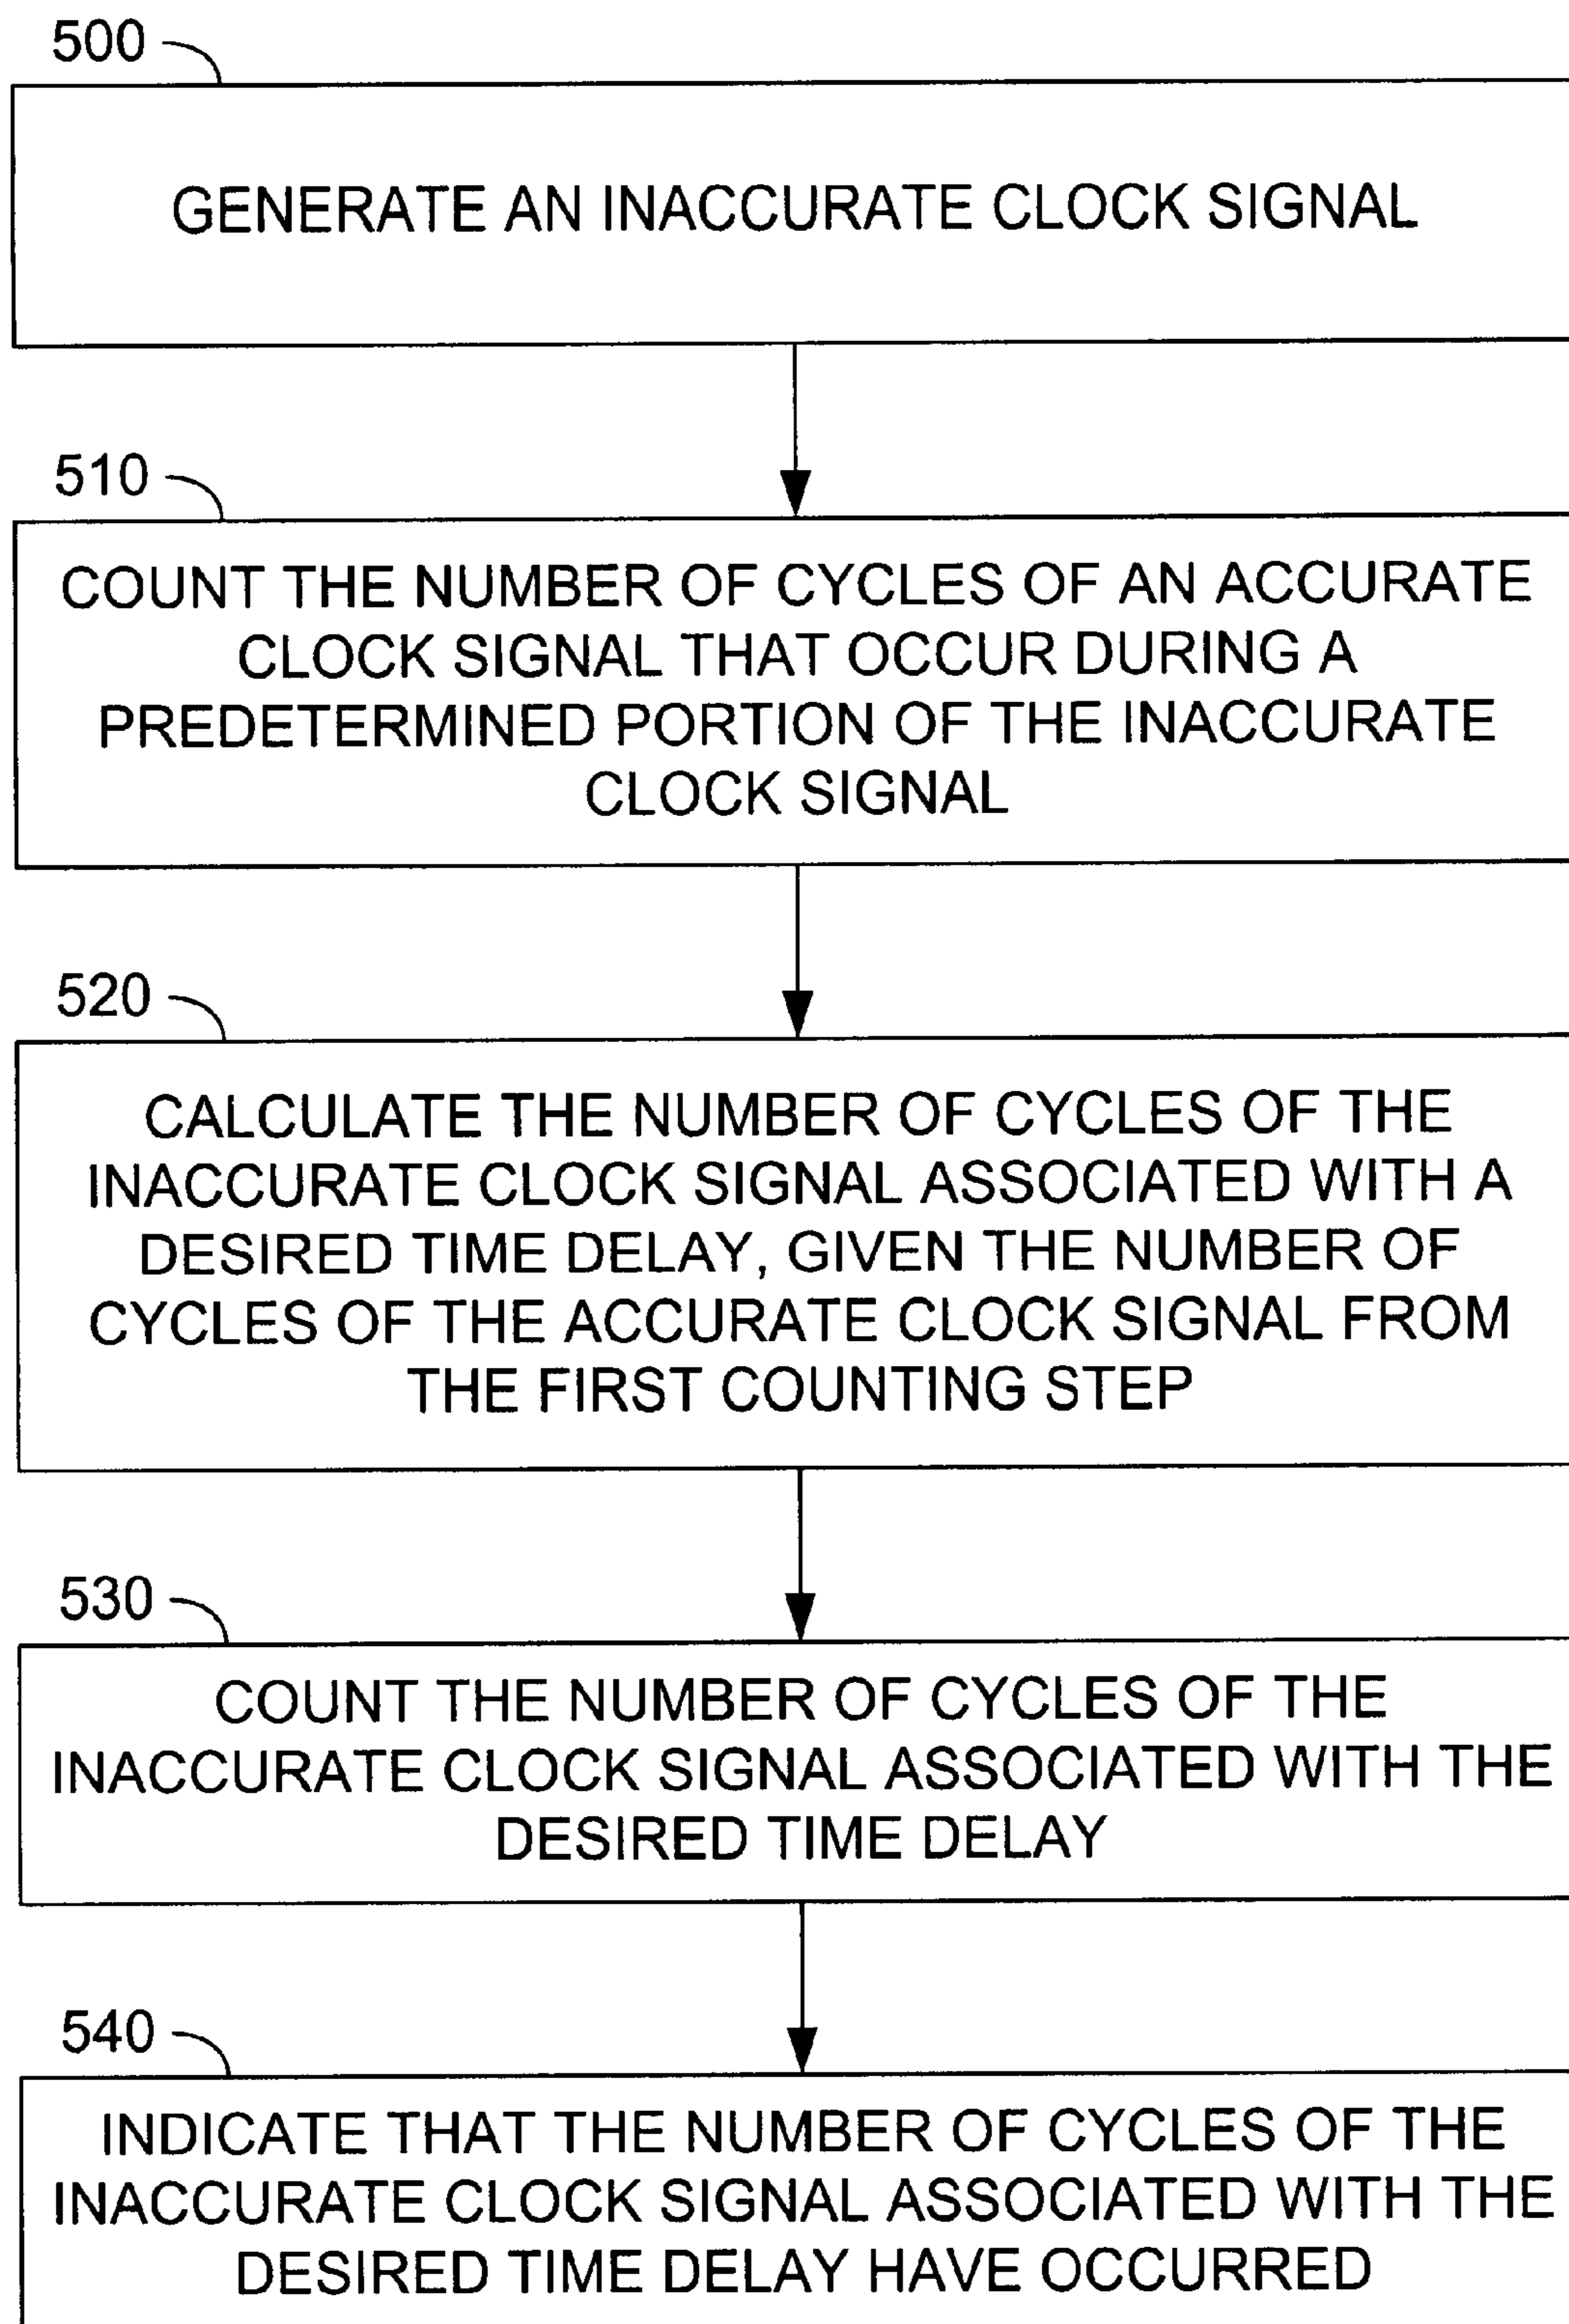 500
GENERATE AN INACCURATE CLOCK SIGNAL
510
COUNT THE NUMBER OF CYCLES OF AN ACCURATE
CLOCK SIGNAL THAT OCCUR DURING A
PREDETERMINED PORTION OF THE INACCURATE
CLOCK SIGNAL
520
CALCULATE THE NUMBER OF CYCLES OF THE
INACCURATE CLOCK SIGNAL ASSOCIATED WITH A
DESIRED TIME DELAY, GIVEN THE NUMBER OF
CYCLES OF THE ACCURATE CLOCK SIGNAL FROM
THE FIRST COUNTING STEP
530
COUNT THE NUMBER OF CYCLES OF THE
INACCURATE CLOCK SIGNAL ASSOCIATED WITH THE
DESIRED TIME DELAY
540
INDICATE THAT THE NUMBER OF CYCLES OF THE
INACCURATE CLOCK SIGNAL ASSOCIATED WITH THE
DESIRED TIME DELAY HAVE OCCURRED